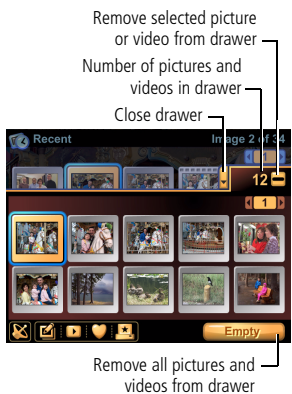 Remove selected picture
or video from drawer
Number of pictures and
videos in drawer
Close drawer
Recent
Image 2 of 34
12
1
Empty
Remove all pictures and
videos from drawer